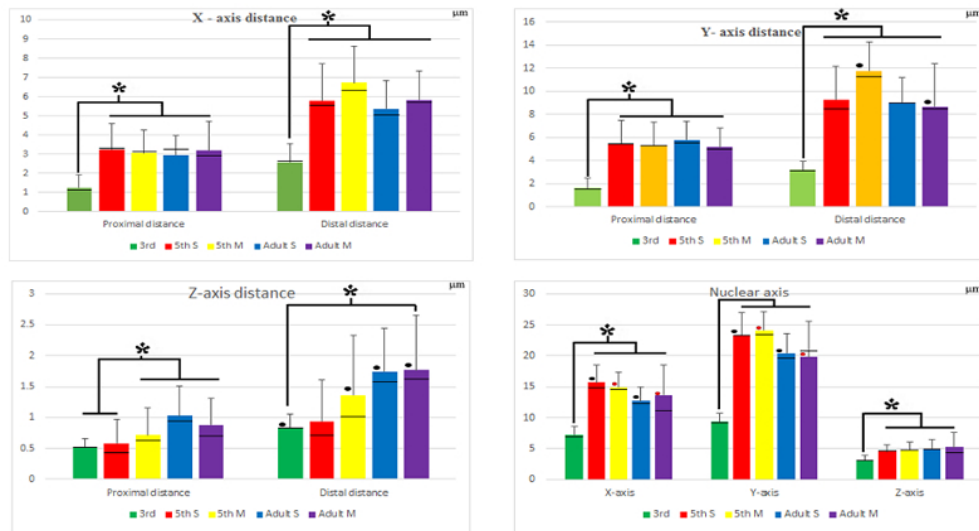 X - axis distance
μm
*
*
10
9
8
7
6
5
4
3
2
1
0
Proximal distance
Distal distance
3rd 5th S 5th M Adult S Adult M
Y- axis distance
μm
*
*
16
14
12
10
8
6
4
2
0
Proximal distance
Distal distance
3rd 5th S 5th M Adult S Adult M
Z-axis distance
μm
*
*
3
2.5
2
1.5
1
0.5
0
Proximal distance
Distal distance
3rd 5th S 5th M Adult S Adult M
Nuclear axis
μm
*
*
*
30
25
20
15
10
5
0
X-axis
Y-axis
Z-axis
3rd 5th S 5th M Adult S Adult M